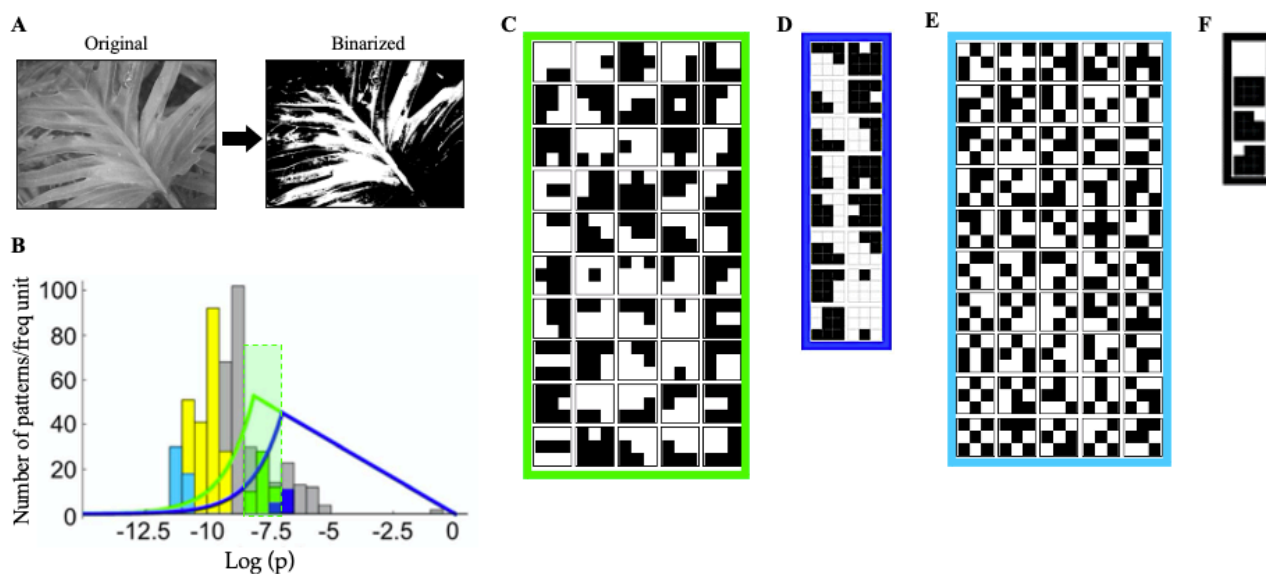 A
Original
Binarized
B
Number of patterns/freq unit
100
80
60
40
20
0
-12.5 -10 -7.5 -5 -2.5 0
Log (p)
C
D
E
F